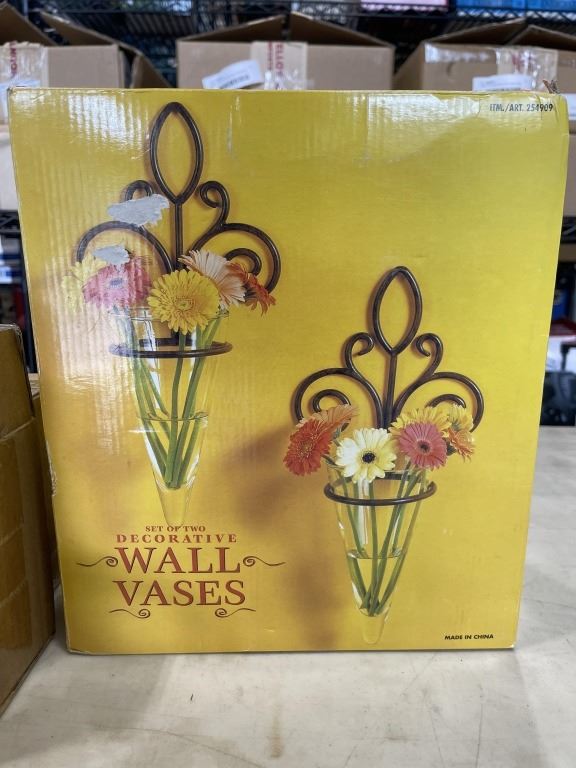 ITM./ART. 254909
SET OF TWO
DECORATIVE
WALL
VASES
MADE IN CHINA